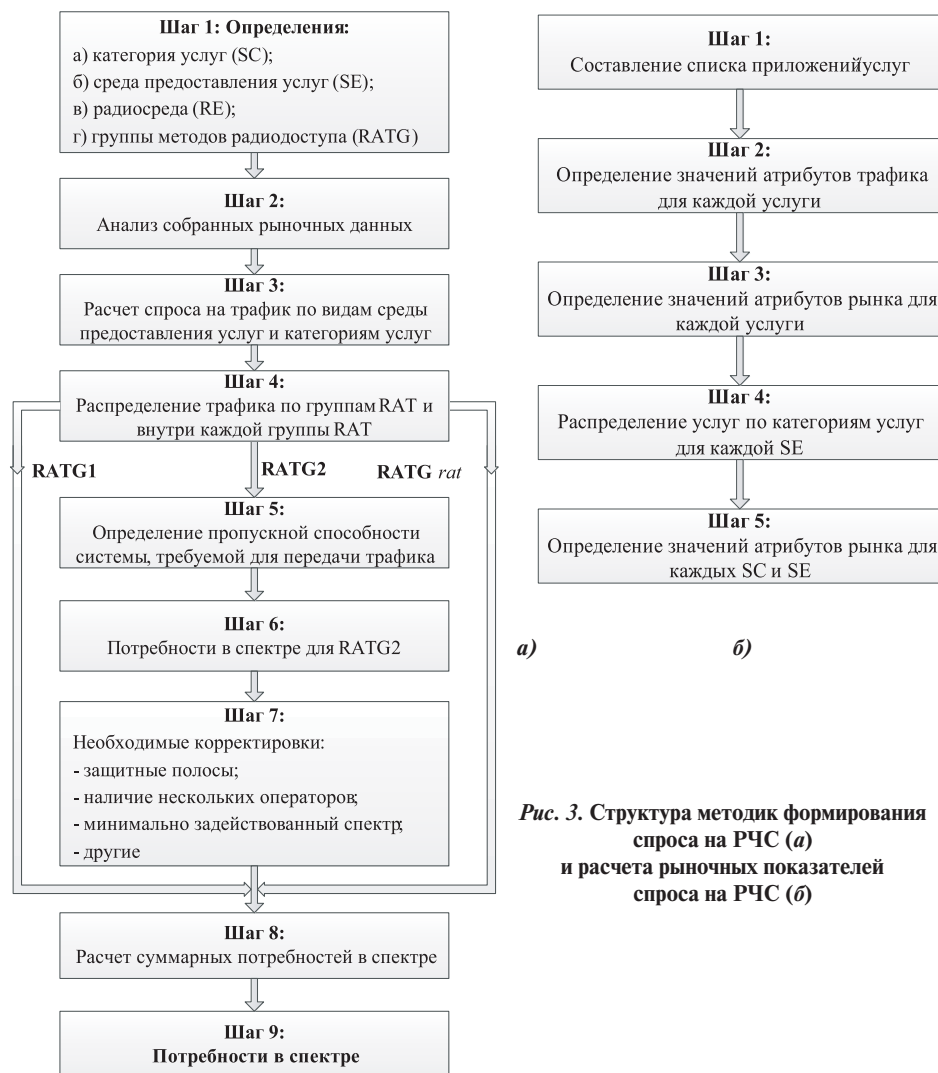 Шаг 1: Определения:
а) категория услуг (SC);
б) среда предоставления услуг (SE);
в) радиосреда (RE);
г) группы методов радиодоступа (RATG)
Шаг 2:
Анализ собранных рыночных данных
Шаг 3:
Расчет спроса на трафик по видам среды
предоставления услуг и категориям услуг
Шаг 4:
Распределение трафика по группам RAT и
внутри каждой группы RAT
RATG1
RATG2
RATG rat
Шаг 5:
Определение пропускной способности
системы, требуемой для передачи трафика
Шаг 6:
Потребности в спектре для RATG2
Шаг 7:
Необходимые корректировки:
- защитные полосы;
- наличие нескольких операторов;
- минимально задействованный спектр;
- другие
Шаг 8:
Расчет суммарных потребностей в спектре
Шаг 9:
Потребности в спектре
Шаг 1:
Составление списка приложений/услуг
Шаг 2:
Определение значений атрибутов трафика
для каждой услуги
Шаг 3:
Определение значений атрибутов рынка для
каждой услуги
Шаг 4:
Распределение услуг по категориям услуг
для каждой SE
Шаг 5:
Определение значений атрибутов рынка для
каждых SC и SE
а)
б)
Рис. 3. Структура методик формирования
спроса на РЧС (а)
и расчета рыночных показателей
спроса на РЧС (б)